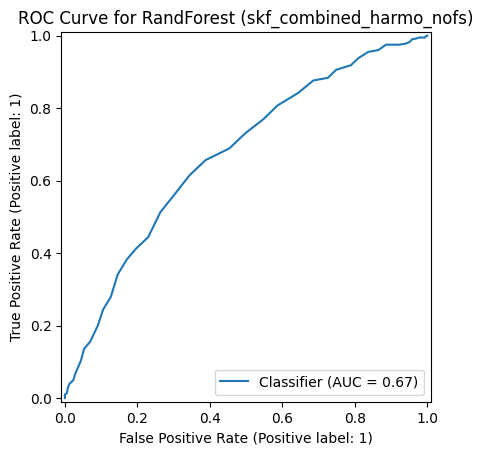 ROC Curve for RandForest (skf_combined_harmo_nofs)
True Positive Rate (Positive label: 1)
1.0
0.8
0.6
0.4
0.2
0.0
Classifier (AUC = 0.67)
0.0 0.2 0.4 0.6 0.8 1.0
False Positive Rate (Positive label: 1)